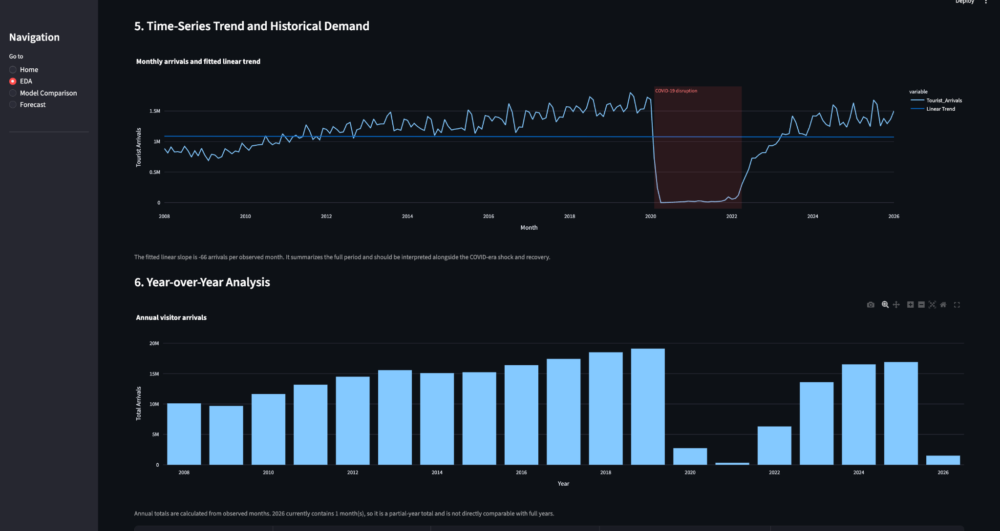 Deploy
Navigation
Go to
Home
EDA
Model Comparison
Forecast
5. Time-Series Trend and Historical Demand
Monthly arrivals and fitted linear trend
COVID-19 disruption
variable
Tourist_Arrivals
Linear Trend
Tourist Arrivals
1.5M
1M
0.5M
0
2008 2010 2012 2014 2016 2018 2020 2022 2024 2026
Month
The fitted linear slope is -66 arrivals per observed month. It summarizes the full period and should be interpreted alongside the COVID-era shock and recovery.
6. Year-over-Year Analysis
Annual visitor arrivals
Total Arrivals
20M
15M
10M
5M
0
2008 2010 2012 2014 2016 2018 2020 2022 2024 2026
Year
Annual totals are calculated from observed months. 2026 currently contains 1 month(s), so it is a partial-year total and is not directly comparable with full years.